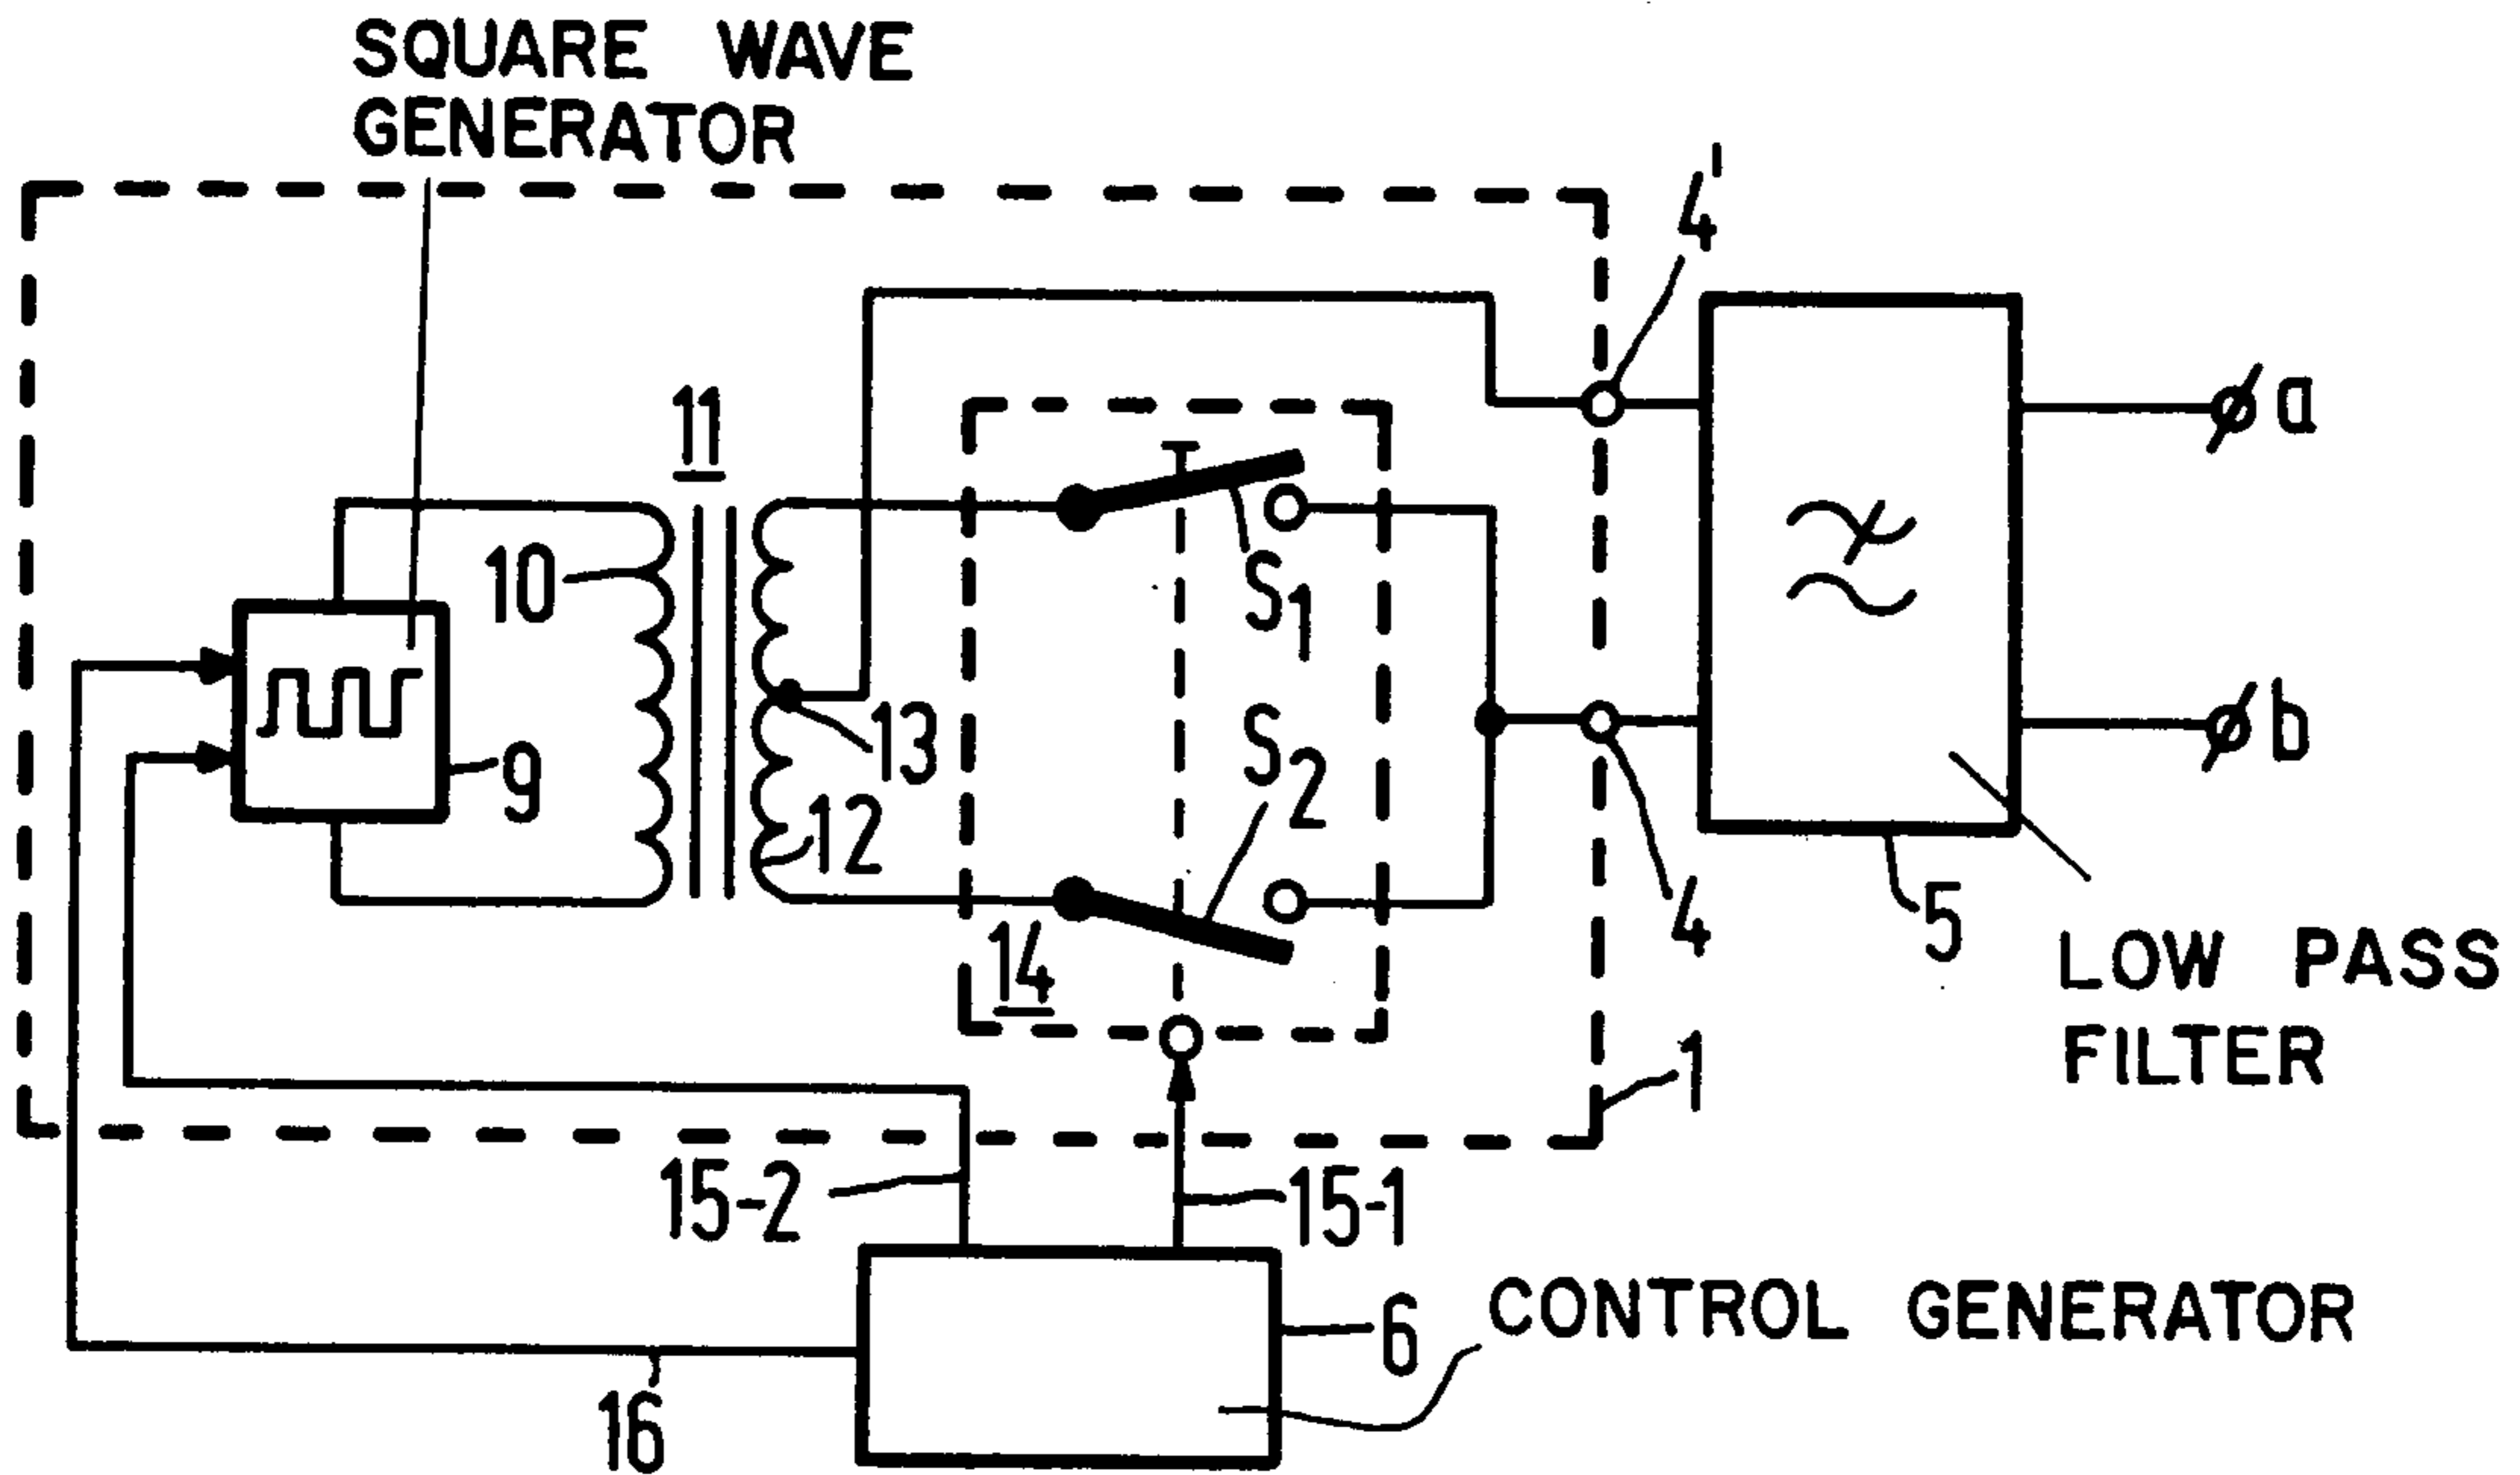 SQUARE WAVE
GENERATOR
4'
11
a
10
S1
13
S2
b
9
12
4
5
14
LOW PASS
FILTER
1
15-2
15-1
6
CONTROL GENERATOR
16